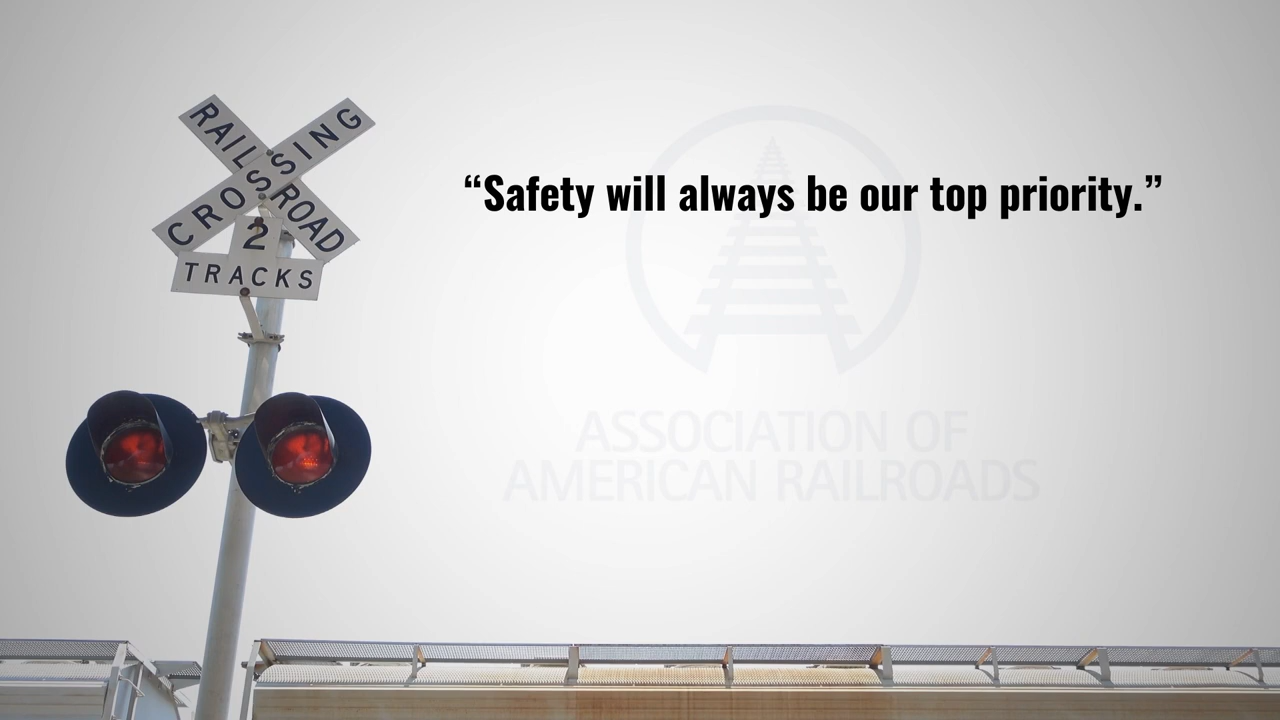 RAILROAD
CROSSING
2
TRACKS
“Safety will always be our top priority.”
ASSOCIATION OF
AMERICAN RAILROADS